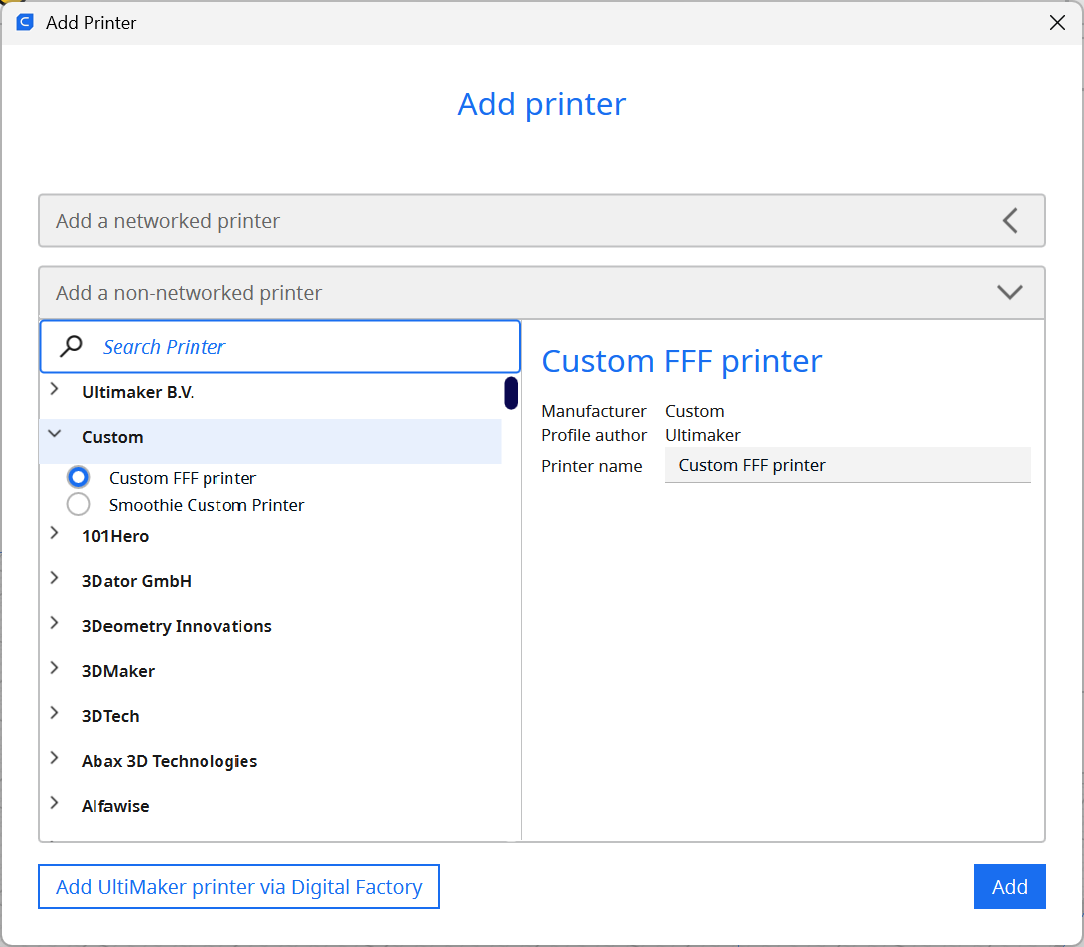 Add Printer
Add printer
Add a networked printer
Add a non-networked printer
Search Printer
Ultimaker B.V.
Custom
Custom FFF printer
Smoothie Custom Printer
101Hero
3Dator GmbH
3Deometry Innovations
3DMaker
3DTech
Abax 3D Technologies
Alfawise
Custom FFF printer
Manufacturer Custom
Profile author Ultimaker
Printer name Custom FFF printer
Add UltiMaker printer via Digital Factory
Add